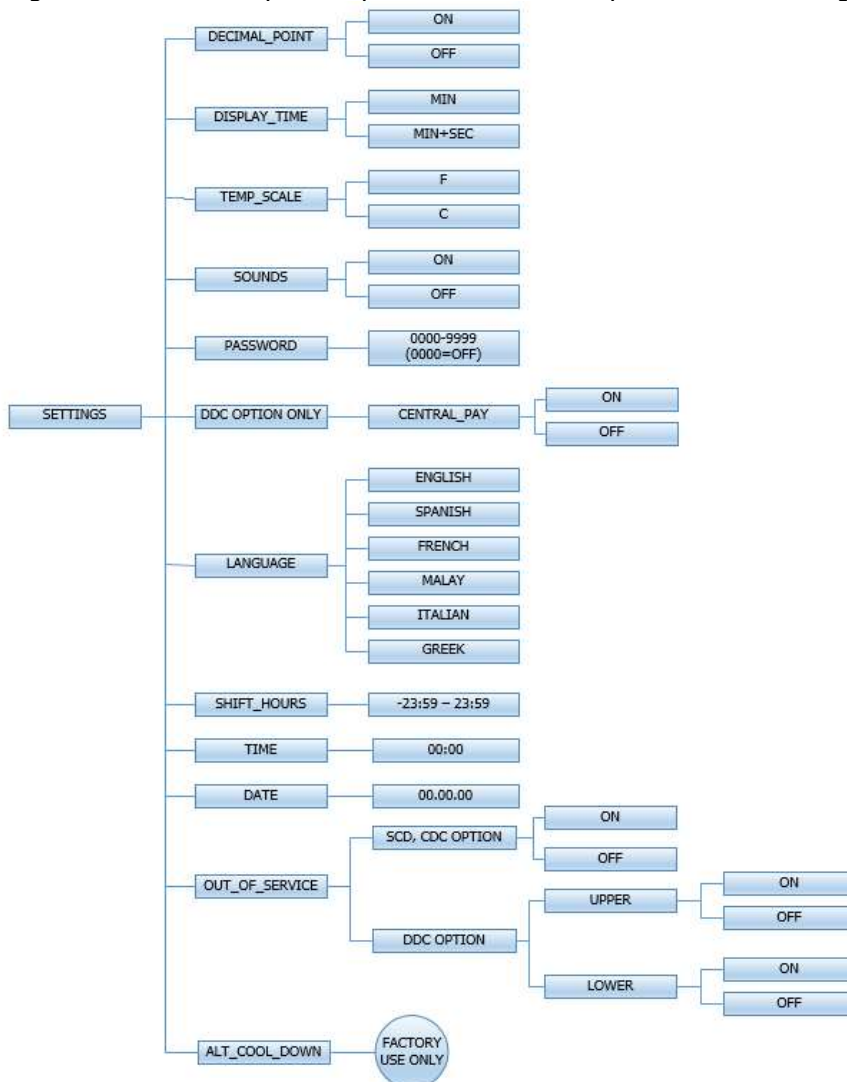 DECIMAL_POINT
ON
OFF
DISPLAY_TIME
MIN
MIN+SEC
TEMP_SCALE
F
C
SOUNDS
ON
OFF
PASSWORD
0000-9999
(0000=OFF)
SETTINGS
DDC OPTION ONLY
CENTRAL_PAY
ON
OFF
LANGUAGE
ENGLISH
SPANISH
FRENCH
MALAY
ITALIAN
GREEK
SHIFT_HOURS
-23:59 – 23:59
TIME
00:00
DATE
00.00.00
OUT_OF_SERVICE
SCD, CDC OPTION
ON
OFF
DDC OPTION
UPPER
ON
OFF
LOWER
ON
OFF
ALT_COOL_DOWN
FACTORY
USE ONLY